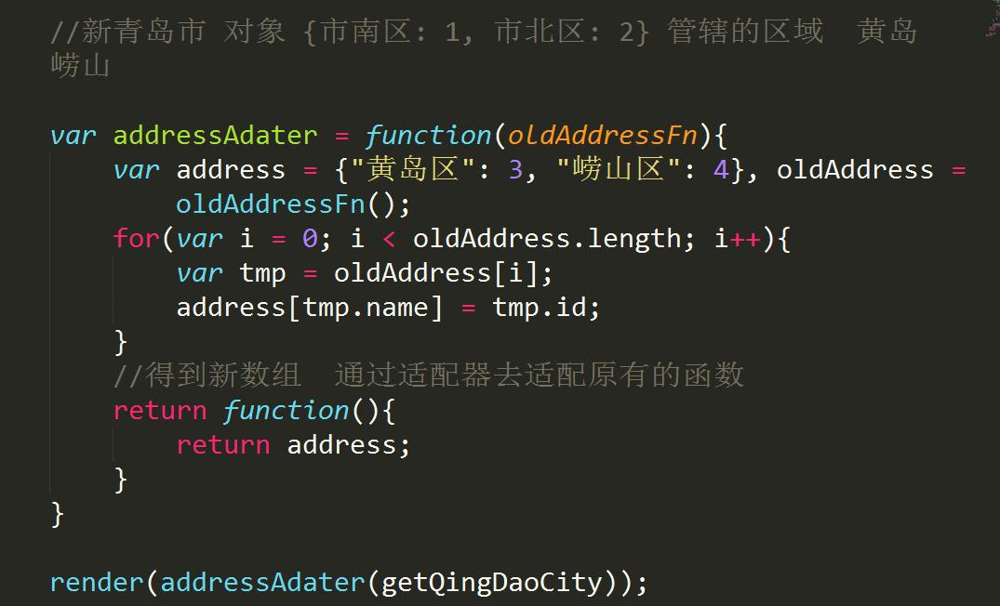 //新青岛市 对象 {市南区: 1, 市北区: 2} 管辖的区域  黄岛
崂山
var addressAdater = function(oldAddressFn){
var address = {"黄岛区": 3, "崂山区": 4}, oldAddress =
oldAddressFn();
for(var i = 0; i < oldAddress.length; i++){
var tmp = oldAddress[i];
address[tmp.name] = tmp.id;
}
//得到新数组  通过适配器去适配原有的函数
return function(){
return address;
}
}
render(addressAdater(getQingDaoCity));